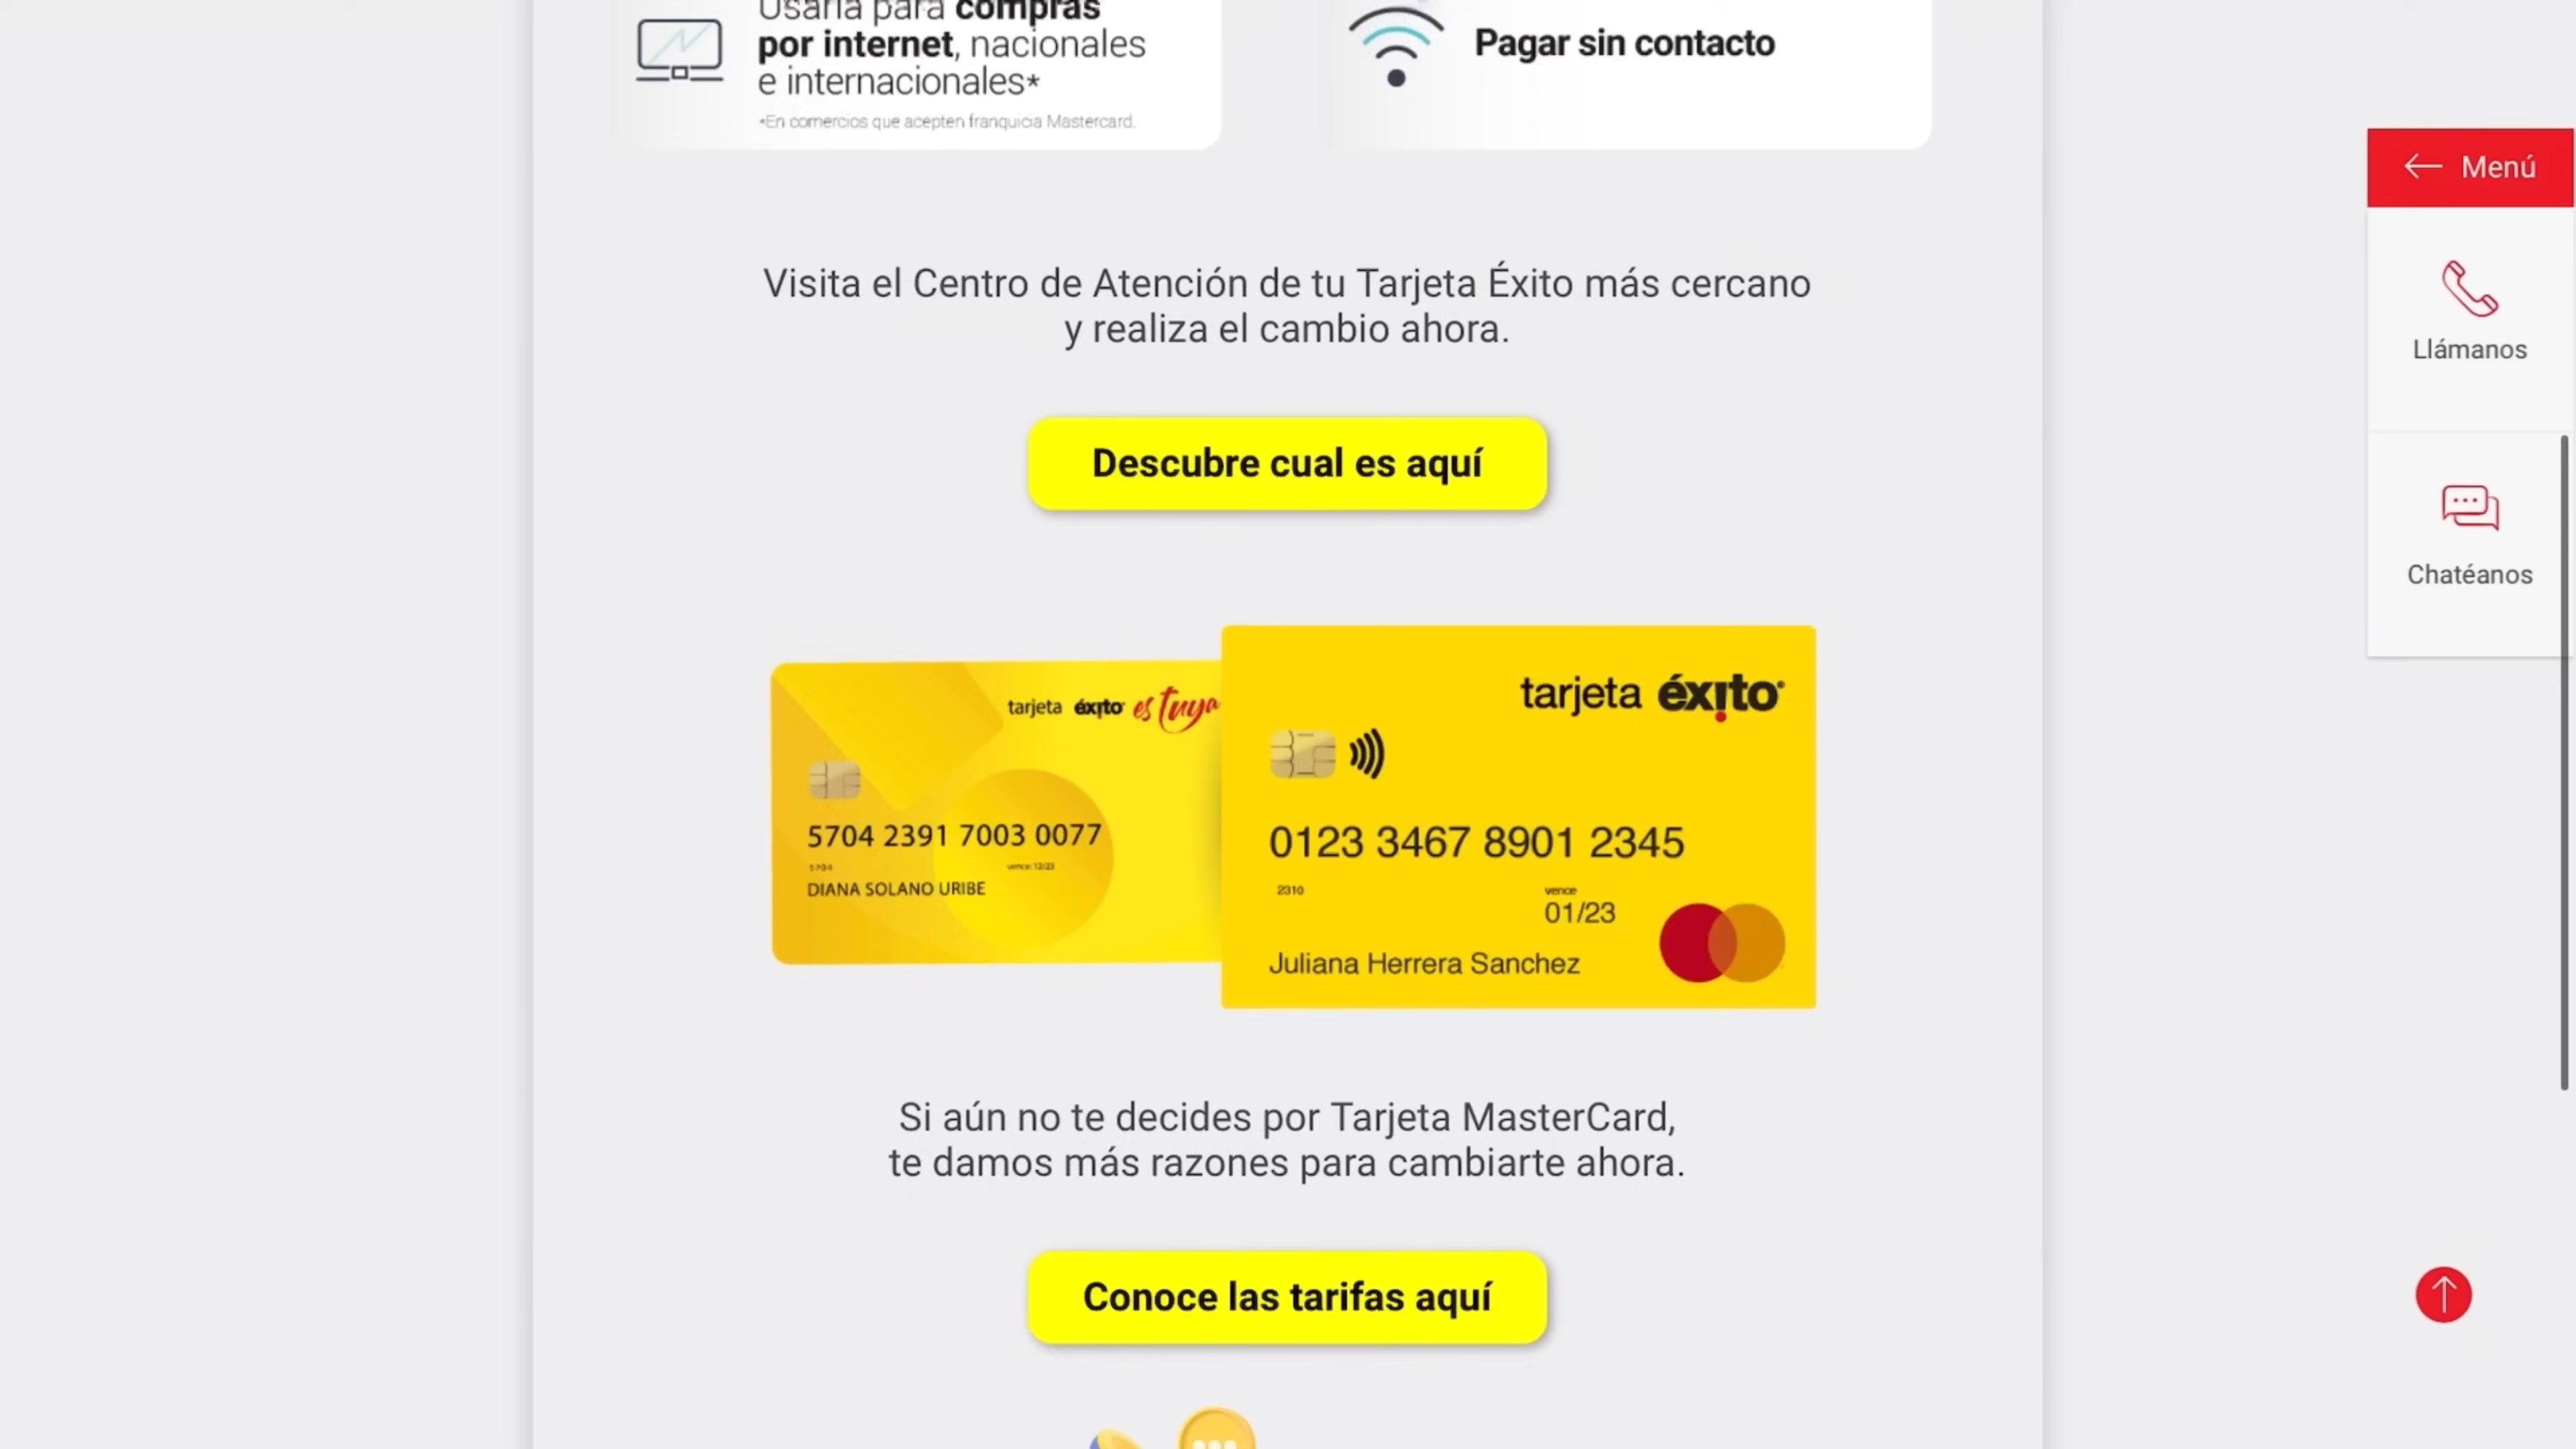 Usarla para compras
por internet, nacionales
e internacionales*
*En comercios que acepten franquicia Mastercard.
Pagar sin contacto
Menú
Llámanos
Chatéanos
Visita el Centro de Atención de tu Tarjeta Éxito más cercano
y realiza el cambio ahora.
Descubre cual es aquí
tarjeta éxito es tuya
5704 2391 7003 0077
5704
vence: 12/23
DIANA SOLANO URIBE
tarjeta éxito
0123 3467 8901 2345
2310
vence
01/23
Juliana Herrera Sanchez
Si aún no te decides por Tarjeta MasterCard,
te damos más razones para cambiarte ahora.
Conoce las tarifas aquí